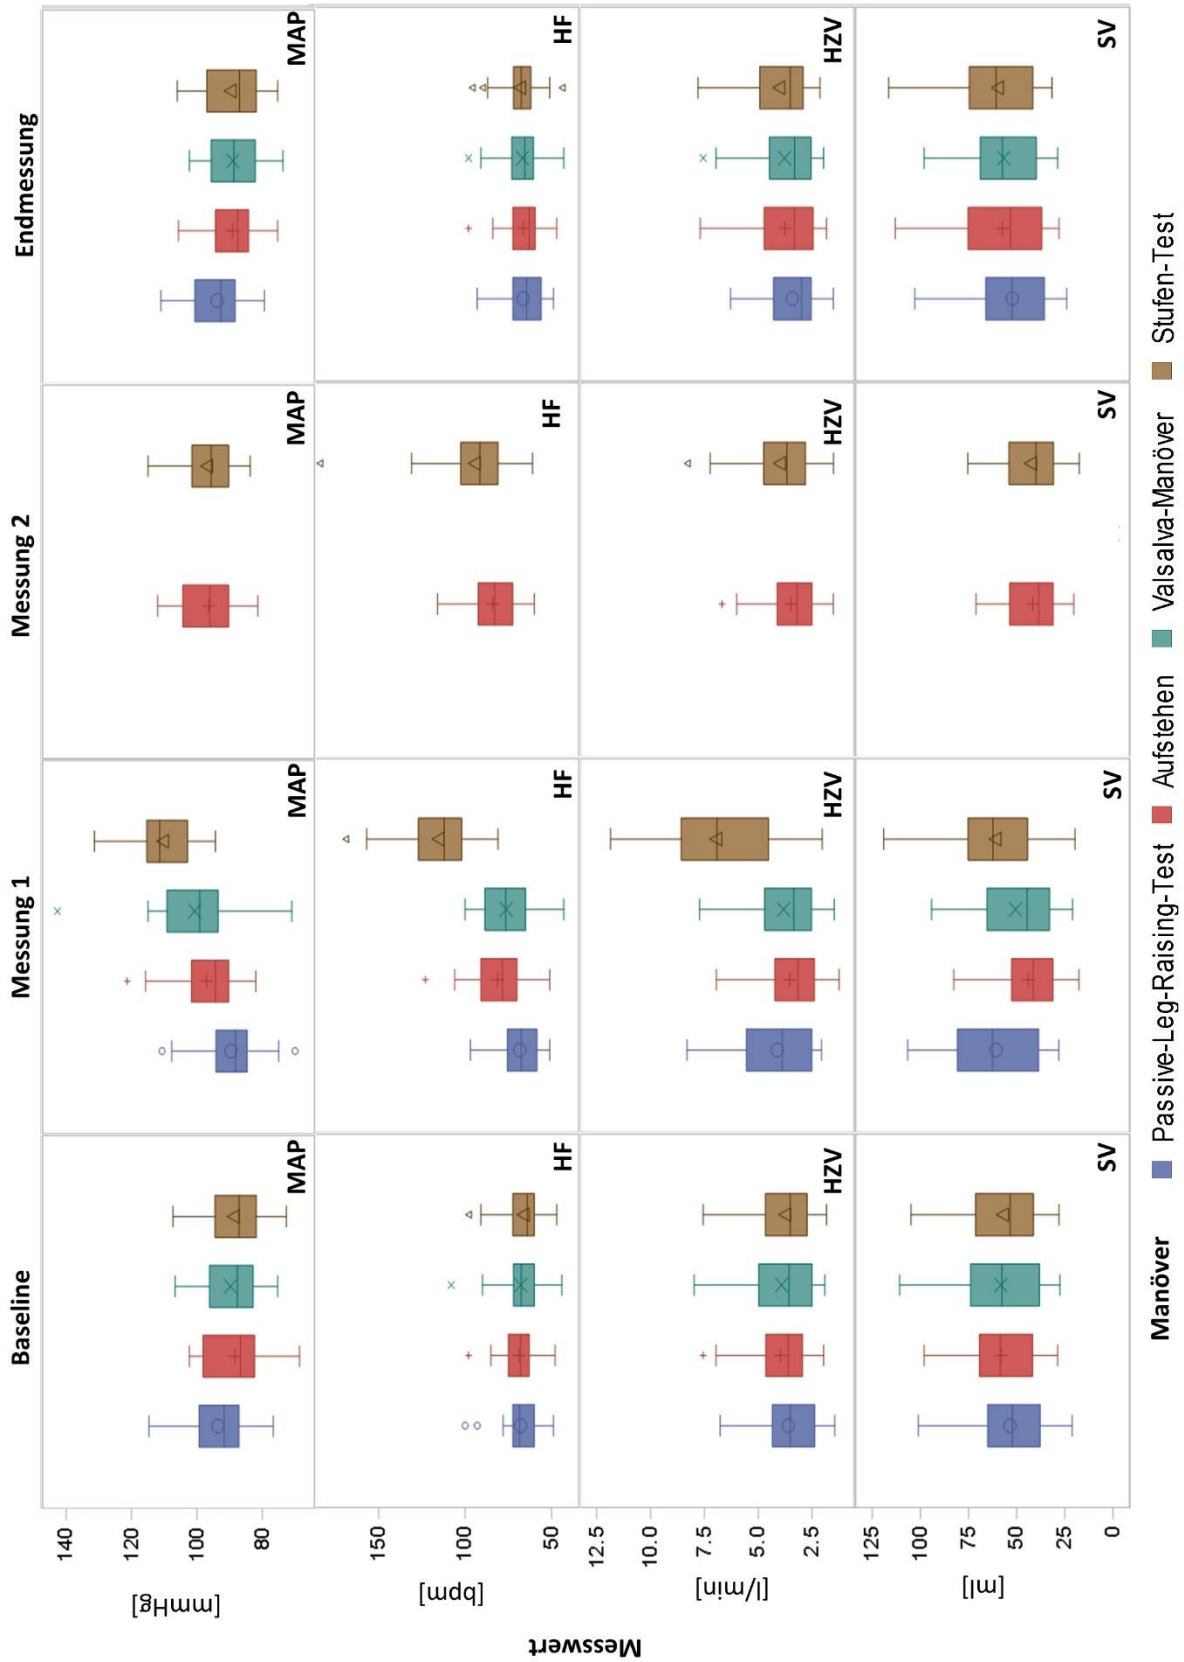 Baseline
Messung 1
Messung 2
Endmessung
[mmHg]
140
120
100
80
MAP
MAP
MAP
MAP
Messwert
[bpm]
150
100
50
HF
HF
HF
HF
[l/min]
12.5
10.0
7.5
5.0
2.5
HZV
HZV
HZV
HZV
[ml]
125
100
75
50
25
0
SV
SV
SV
SV
Manöver
Passive-Leg-Raising-Test
Aufstehen
Valsalva-Manöver
Stufen-Test